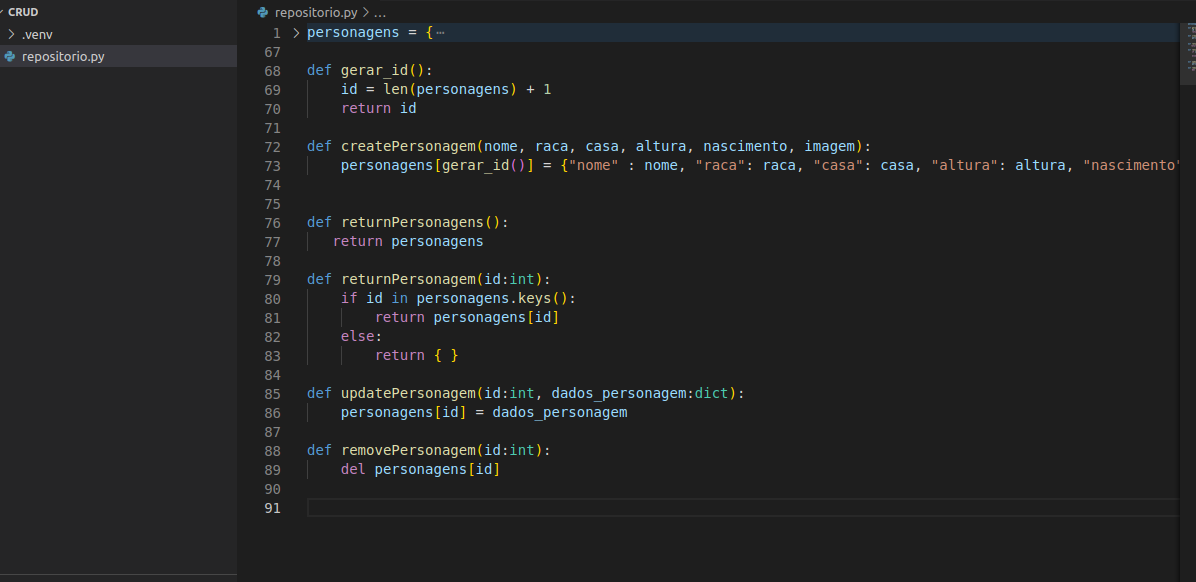 CRUD
.venv
repositorio.py
repositorio.py > ...
1 > personagens = {⋯
67
68 def gerar_id():
69     id = len(personagens) + 1
70     return id
71
72 def createPersonagem(nome, raca, casa, altura, nascimento, imagem):
73     personagens[gerar_id()] = {"nome" : nome, "raca": raca, "casa": casa, "altura": altura, "nascimento"
74
75
76 def returnPersonagens():
77    return personagens
78
79 def returnPersonagem(id:int):
80     if id in personagens.keys():
81         return personagens[id]
82     else:
83         return { }
84
85 def updatePersonagem(id:int, dados_personagem:dict):
86     personagens[id] = dados_personagem
87
88 def removePersonagem(id:int):
89     del personagens[id]
90
91